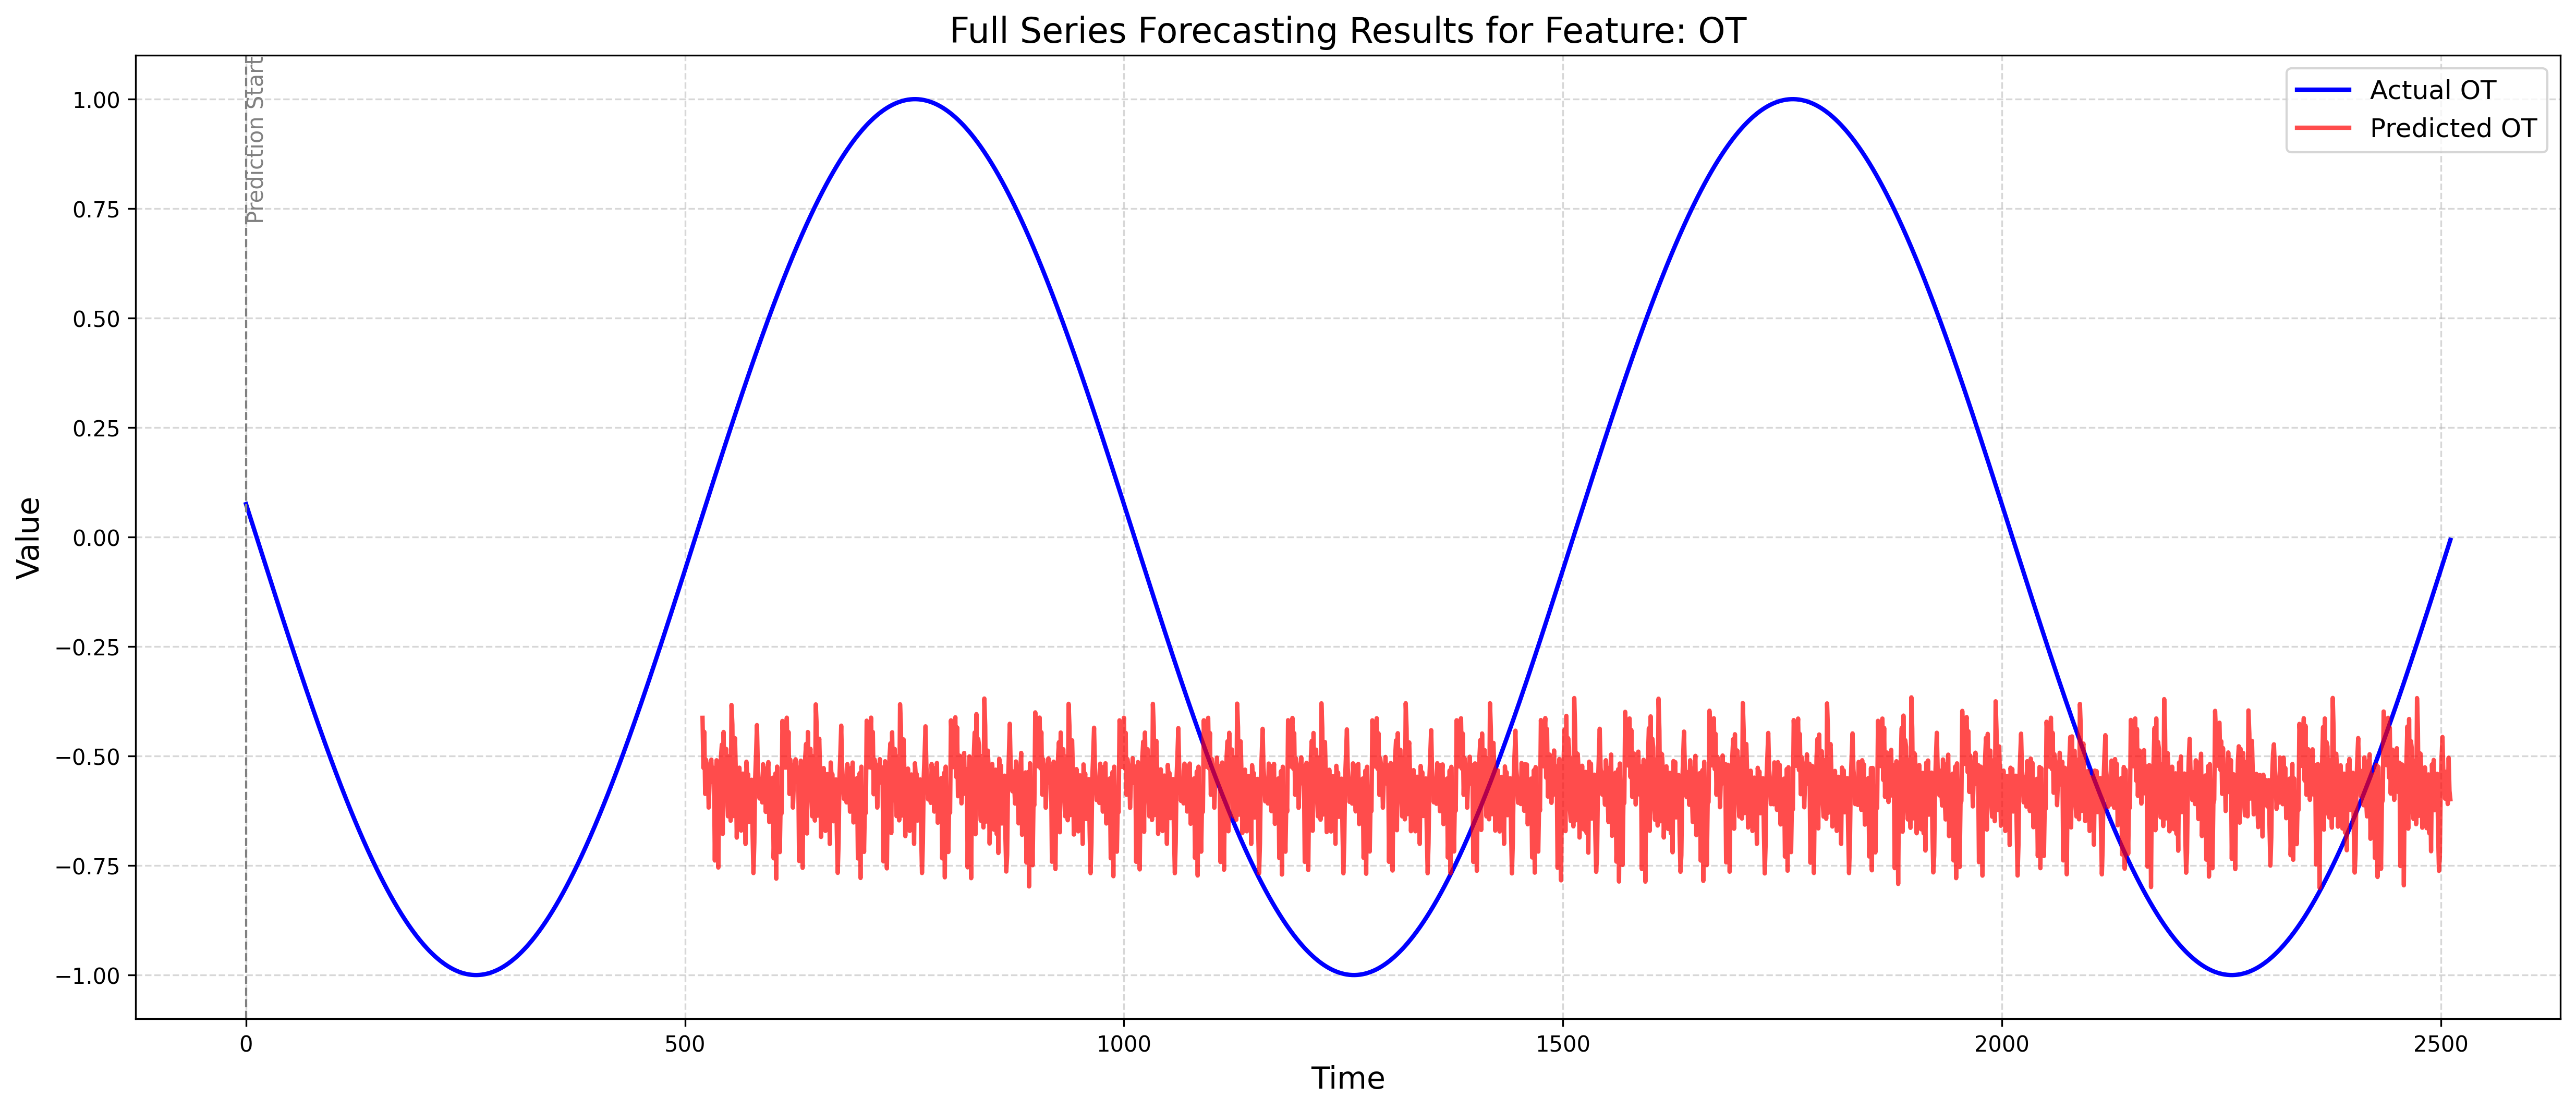 Full Series Forecasting Results for Feature: OT
Prediction Start
Actual OT
Predicted OT
1.00
0.75
0.50
0.25
0.00
−0.25
−0.50
−0.75
−1.00
Value
0 500 1000 1500 2000 2500
Time